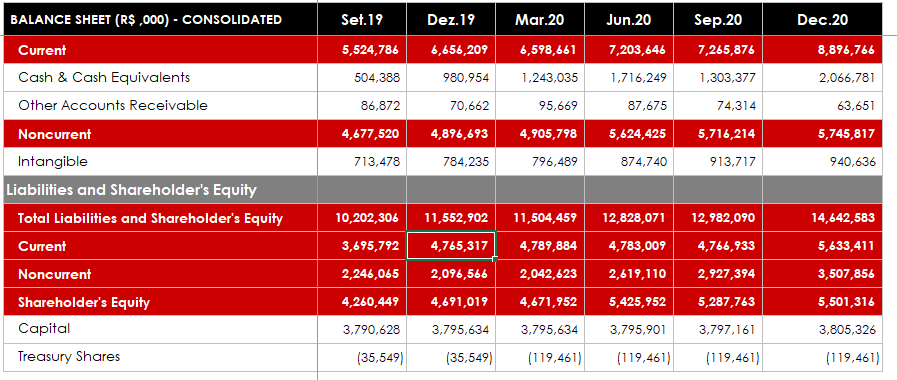 BALANCE SHEET (R$ ,000) - CONSOLIDATED Set.19 Dez.19 Mar.20 Jun.20 Sep.20 Dec.20
Current 5,524,786 6,656,209 6,598,661 7,203,646 7,265,876 8,896,766
Cash & Cash Equivalents 504,388 980,954 1,243,035 1,716,249 1,303,377 2,066,781
Other Accounts Receivable 86,872 70,662 95,669 87,675 74,314 63,651
Noncurrent 4,677,520 4,896,693 4,905,798 5,624,425 5,716,214 5,745,817
Intangible 713,478 784,235 796,489 874,740 913,717 940,636
Liabilities and Shareholder's Equity
Total Liabilities and Shareholder's Equity 10,202,306 11,552,902 11,504,459 12,828,071 12,982,090 14,642,583
Current 3,695,792 4,765,317 4,789,884 4,783,009 4,766,933 5,633,411
Noncurrent 2,246,065 2,096,566 2,042,623 2,619,110 2,927,394 3,507,856
Shareholder's Equity 4,260,449 4,691,019 4,671,952 5,425,952 5,287,763 5,501,316
Capital 3,790,628 3,795,634 3,795,634 3,795,901 3,797,161 3,805,326
Treasury Shares (35,549) (35,549) (119,461) (119,461) (119,461) (119,461)